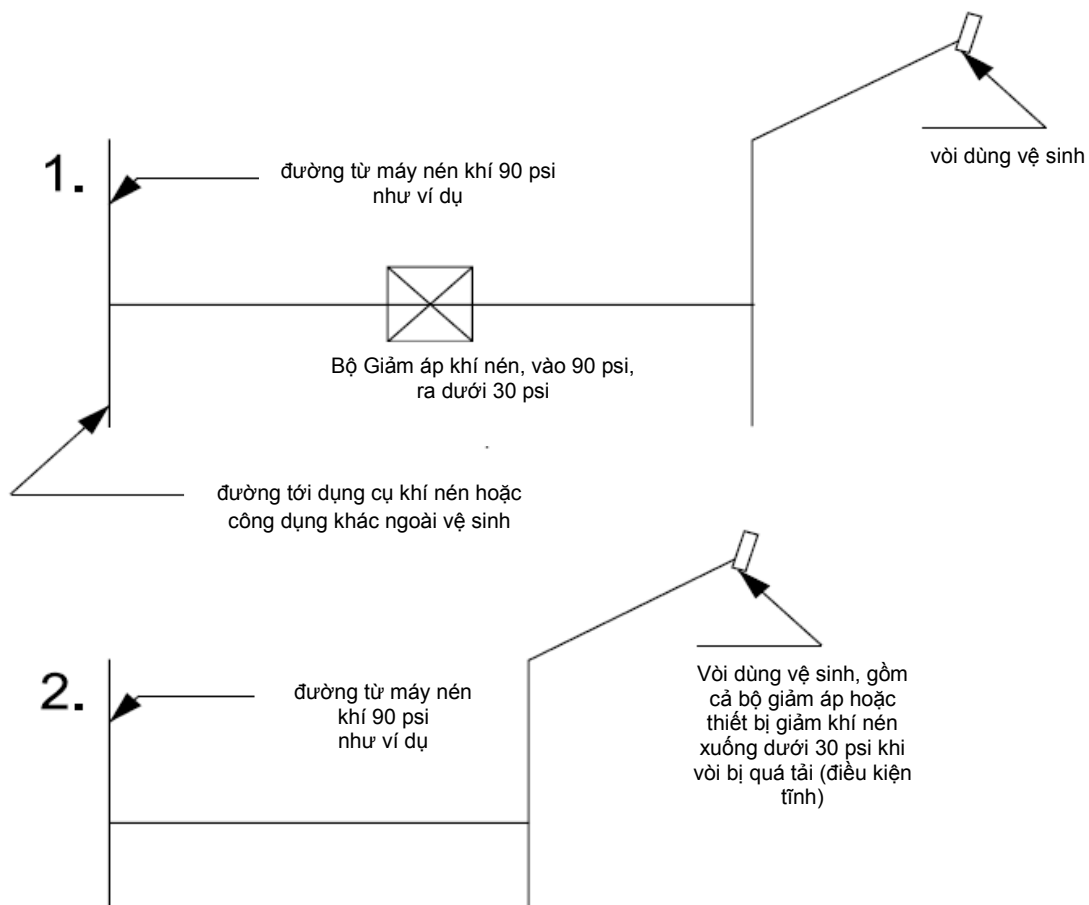 vòi dùng vệ sinh
1.
đường từ máy nén khí 90 psi
như ví dụ
Bộ Giảm áp khí nén, vào 90 psi,
ra dưới 30 psi
đường tới dụng cụ khí nén hoặc
công dụng khác ngoài vệ sinh
2.
đường từ máy nén
khí 90 psi
như ví dụ
Vòi dùng vệ sinh, gồm
cả bộ giảm áp hoặc
thiết bị giảm khí nén
xuống dưới 30 psi khi
vòi bị quá tải (điều kiện
tĩnh)